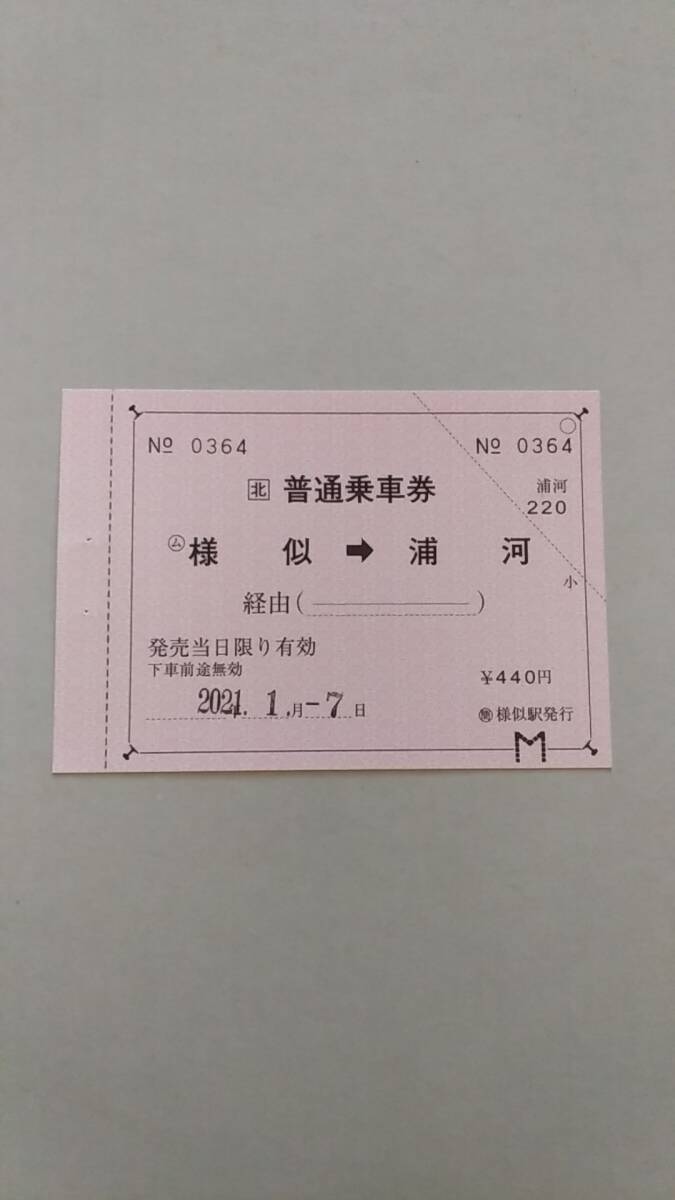 № 0364 № 0364
北 普通乗車券 浦河
220
ム 様似 ➡ 浦河
小
経由( )
発売当日限り有効
下車前途無効
¥440円
2021. 1.月-7日
簡 様似駅発行
M